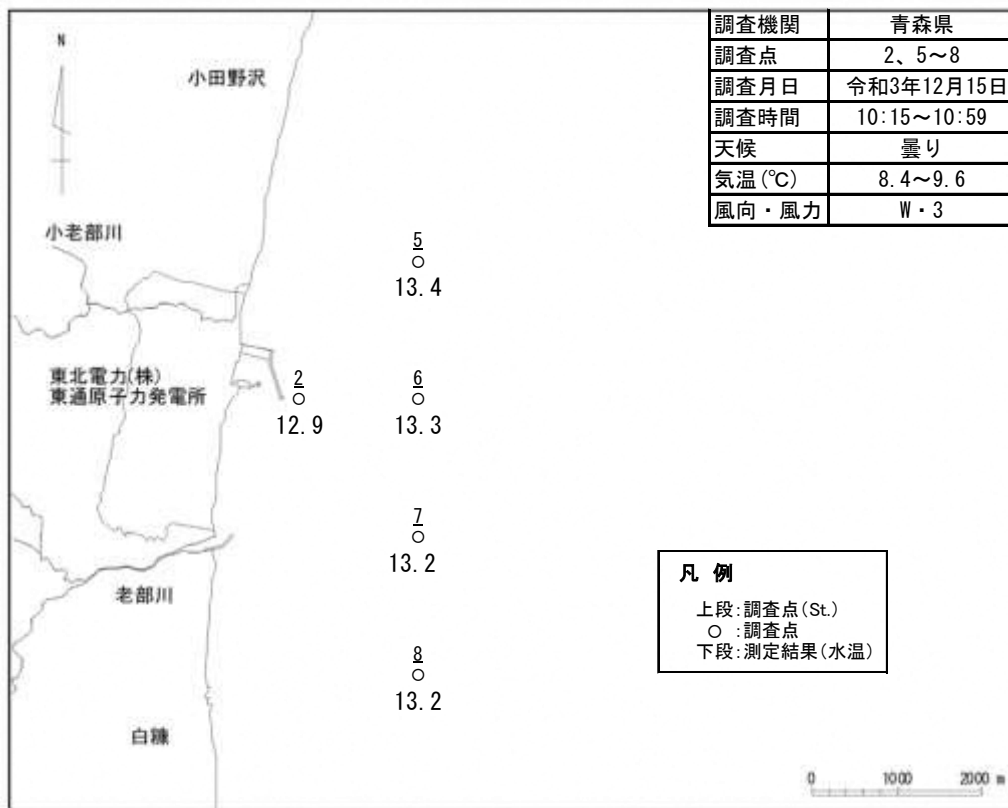 調査機関 青森県
調査点 2、5～8
調査月日 令和3年12月15日
調査時間 10:15～10:59
天候 曇り
気温(℃) 8.4～9.6
風向・風力 W・3
N
小田野沢
小老部川
5
13.4
東北電力(株)
東通原子力発電所
2
12.9
6
13.3
7
13.2
老部川
8
13.2
白糠
凡 例
上段:調査点(St.)
○ :調査点
下段:測定結果(水温)
0 1000 2000 m